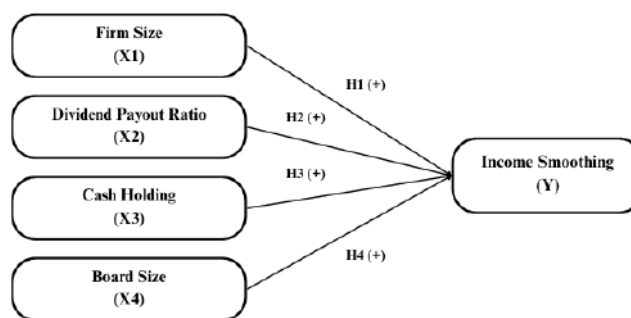 Firm Size
(X1)
H1 (+)
Dividend Payout Ratio
(X2)
H2 (+)
Income Smoothing
(Y)
Cash Holding
(X3)
H3 (+)
Board Size
(X4)
H4 (+)